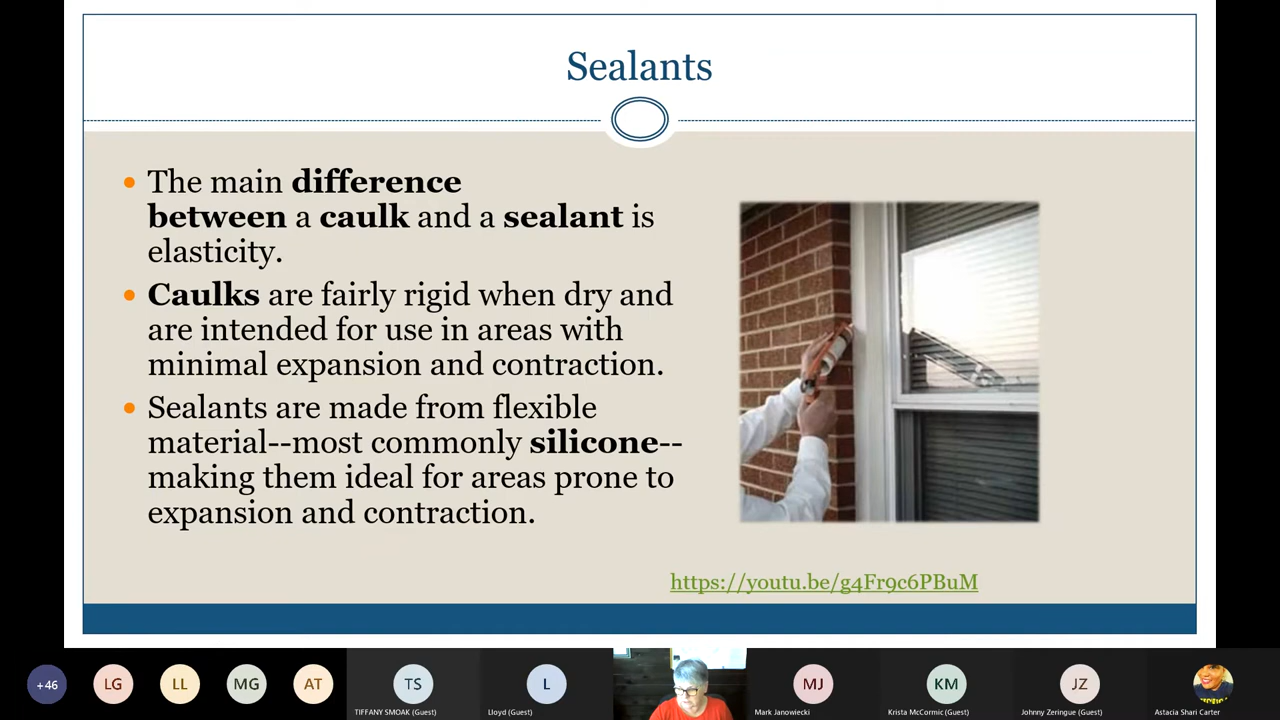 Sealants
The main difference
between a caulk and a sealant is
elasticity.
Caulks are fairly rigid when dry and
are intended for use in areas with
minimal expansion and contraction.
Sealants are made from flexible
material--most commonly silicone--
making them ideal for areas prone to
expansion and contraction.
https://youtu.be/g4Fr9c6PBuM
+46
LG
LL
MG
AT
TS
L
MJ
KM
JZ
TIFFANY SMOAK (Guest)
Lloyd (Guest)
Mark Janowiecki
Krista McCormic (Guest)
Johnny Zeringue (Guest)
Astacia Shari Carter